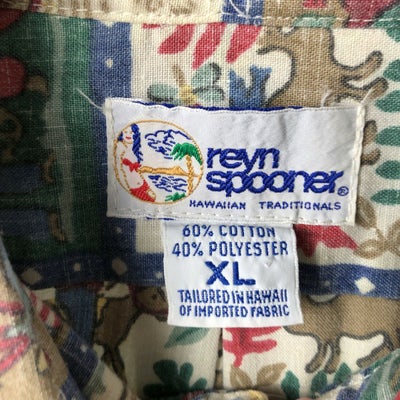 reyn
spooner®
HAWAIIAN TRADITIONALS
60% COTTON
40% POLYESTER
XL
TAILORED IN HAWAII
OF IMPORTED FABRIC